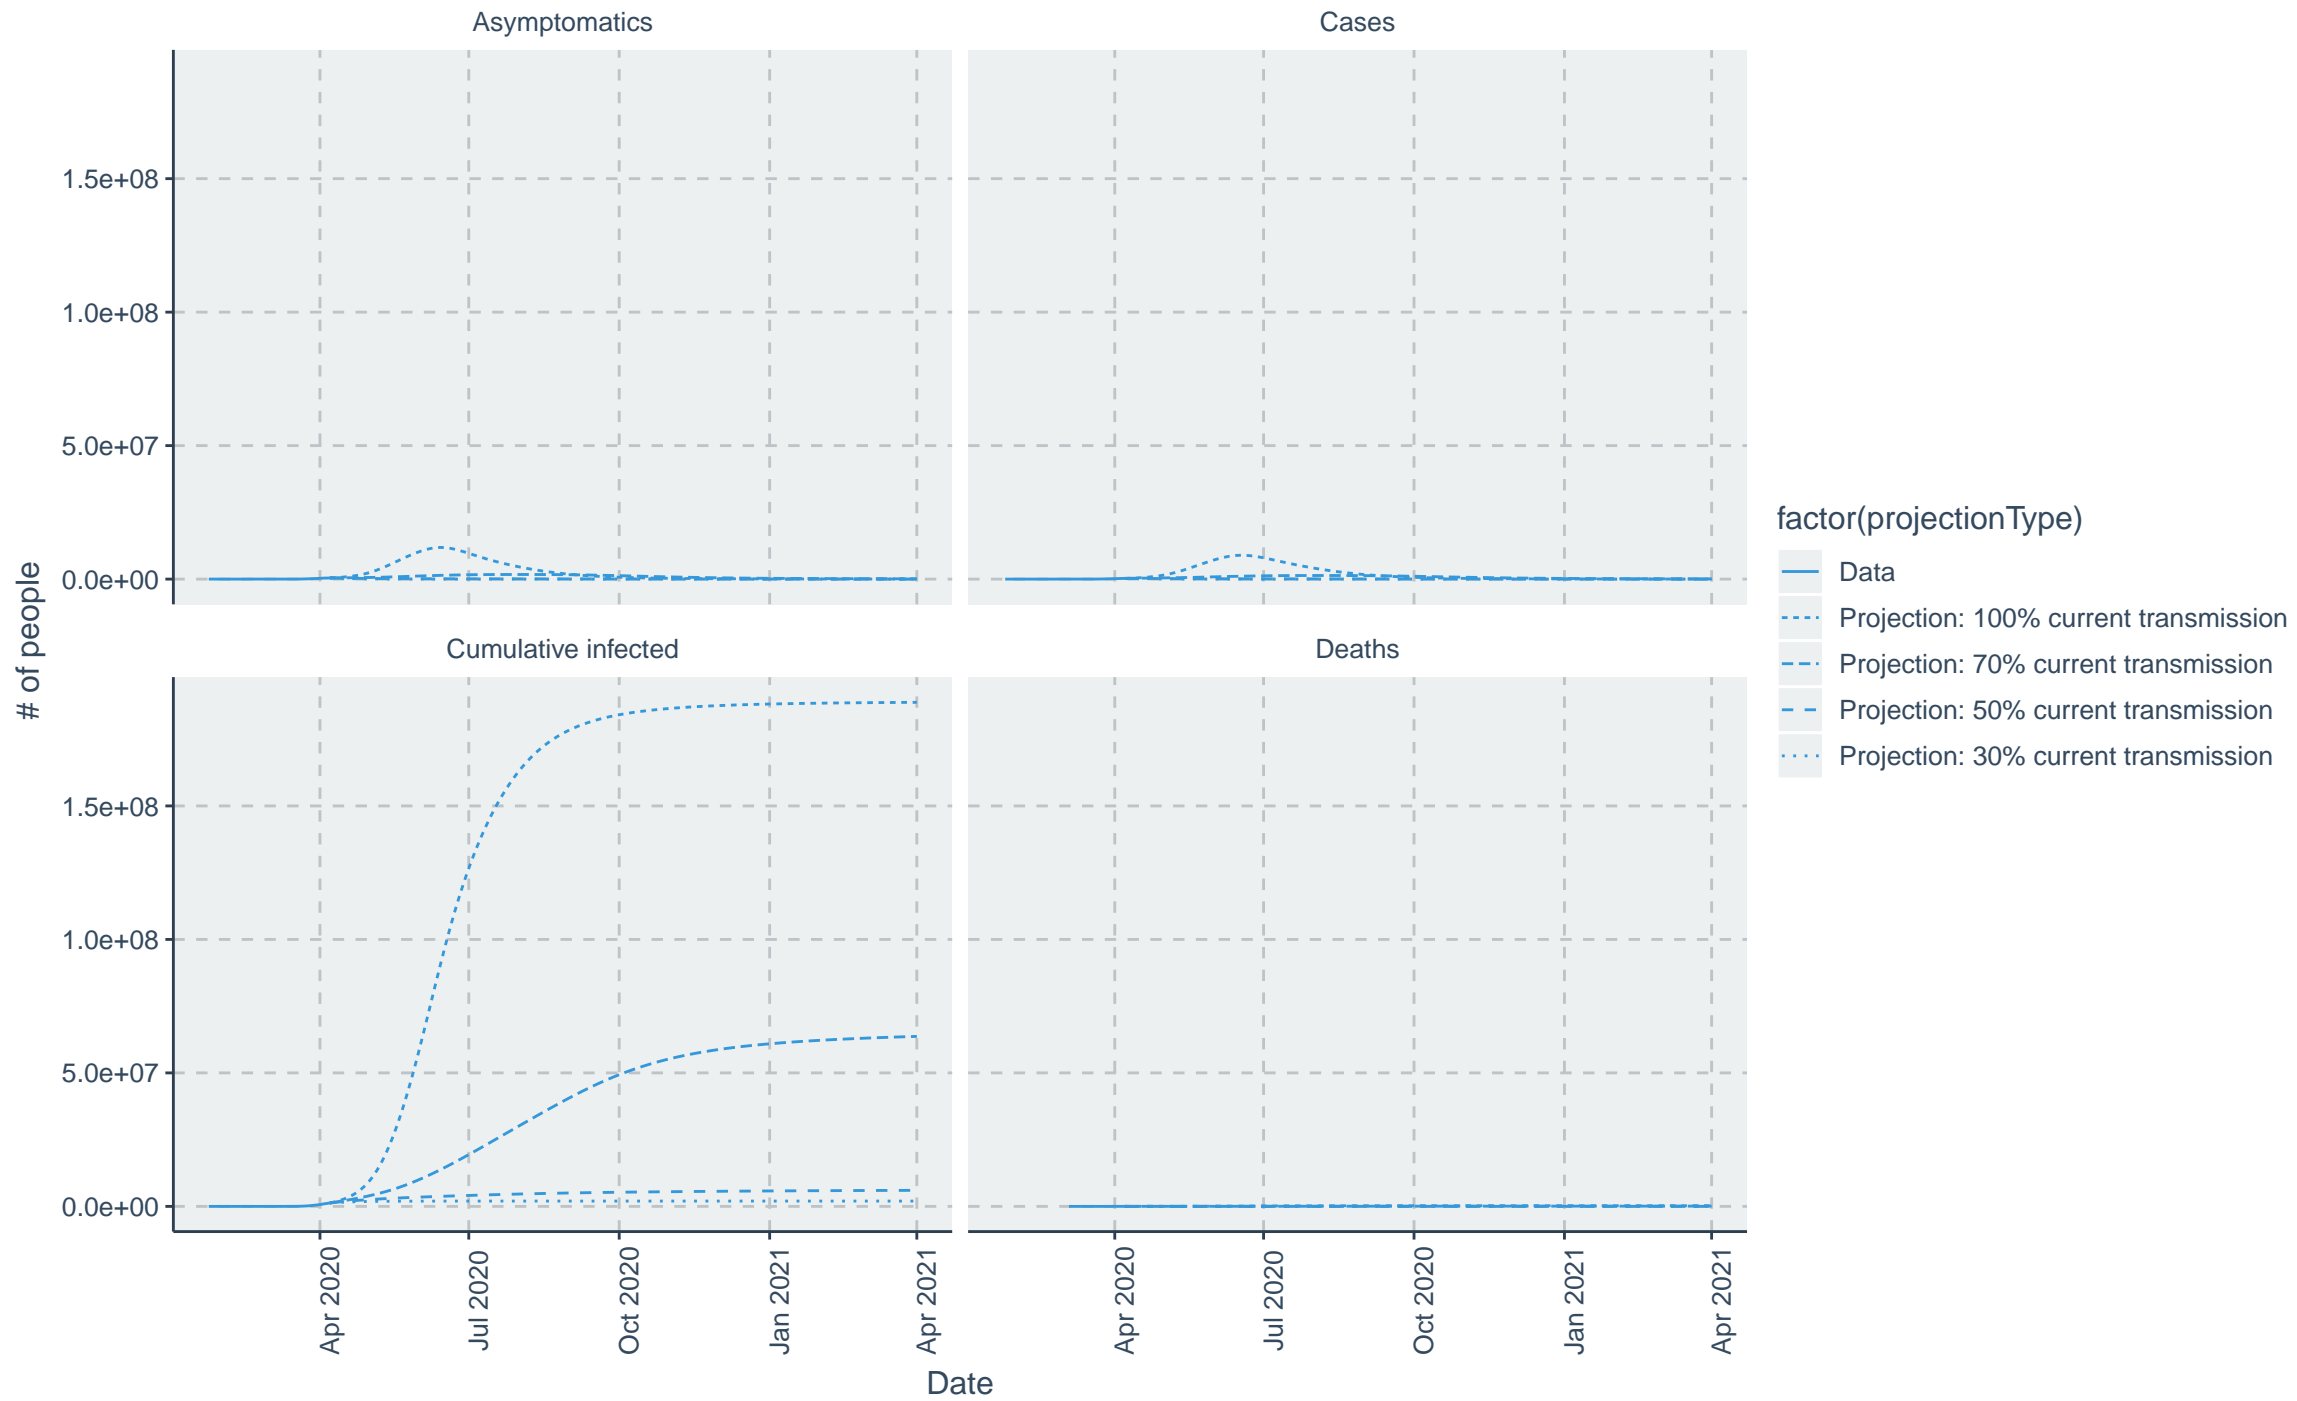 Asymptomatics
Cases
1.5e+08
1.0e+08
5.0e+07
0.0e+00
Cumulative infected
Deaths
1.5e+08
1.0e+08
5.0e+07
0.0e+00
# of people
Apr 2020
Jul 2020
Oct 2020
Jan 2021
Apr 2021
Apr 2020
Jul 2020
Oct 2020
Jan 2021
Apr 2021
Date
factor(projectionType)
Data
Projection: 100% current transmission
Projection: 70% current transmission
Projection: 50% current transmission
Projection: 30% current transmission